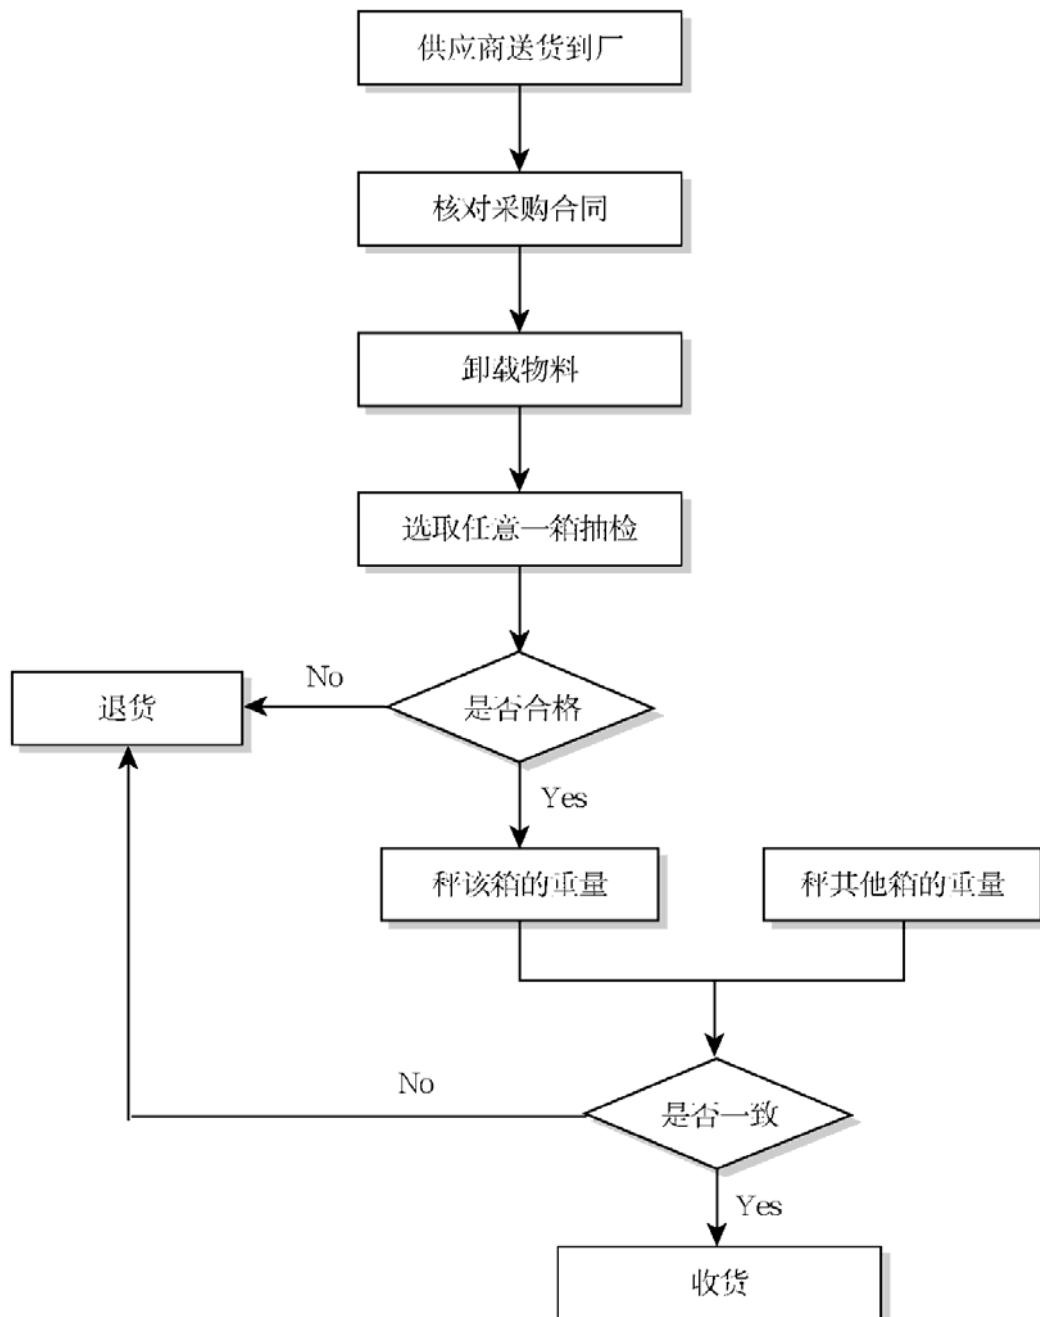 供应商送货到厂
核对采购合同
卸载物料
选取任意一箱抽检
No
退货
是否合格
Yes
秤该箱的重量
秤其他箱的重量
No
是否一致
Yes
收货